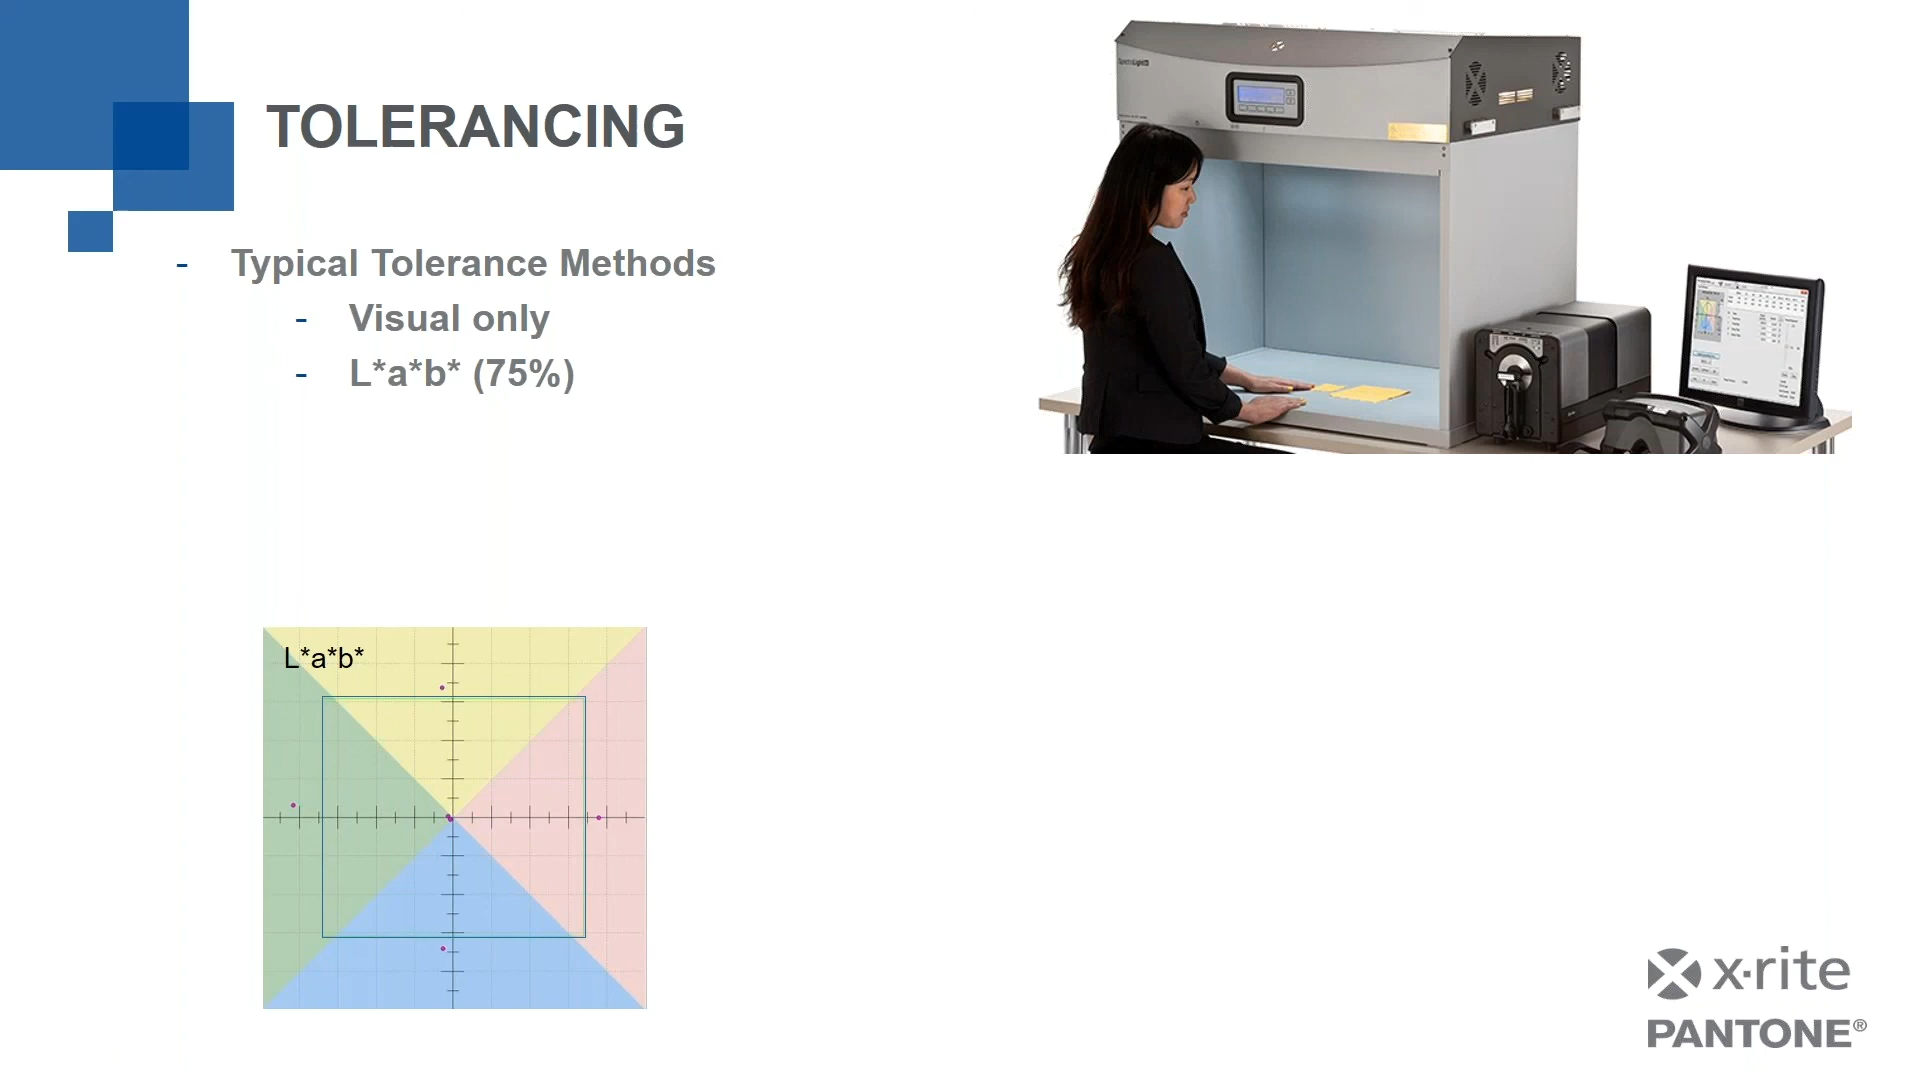 TOLERANCING
- Typical Tolerance Methods
- Visual only
- L*a*b* (75%)
L*a*b*
x·rite
PANTONE®